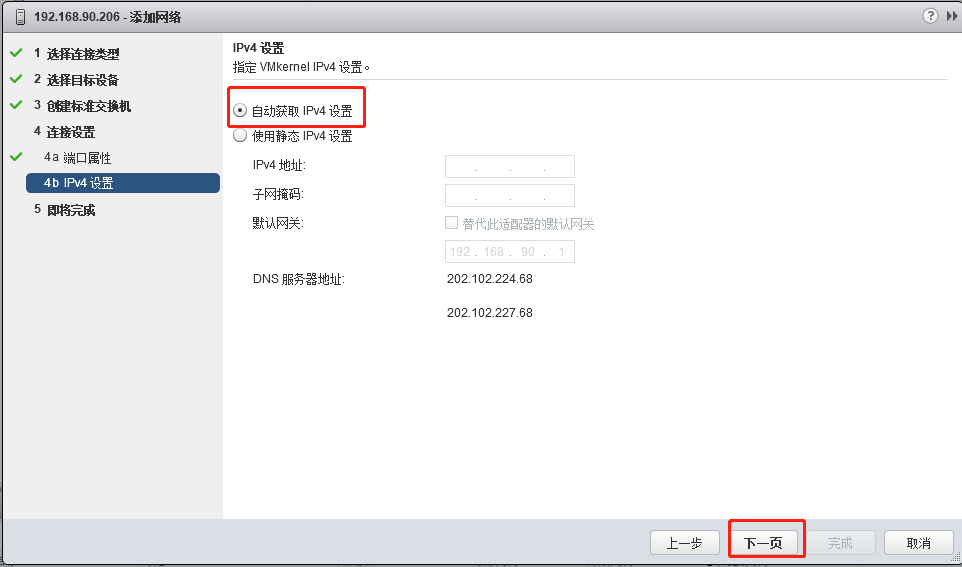 192.168.90.206 - 添加网络
1 选择连接类型
2 选择目标设备
3 创建标准交换机
4 连接设置
4a 端口属性
4b IPv4 设置
5 即将完成
IPv4 设置
指定 VMkernel IPv4 设置。
自动获取 IPv4 设置
使用静态 IPv4 设置
IPv4 地址:
. . .
子网掩码:
. . .
默认网关:
替代此适配器的默认网关
192 . 168 . 90 . 1
DNS 服务器地址:
202.102.224.68
202.102.227.68
上一步
下一页
完成
取消